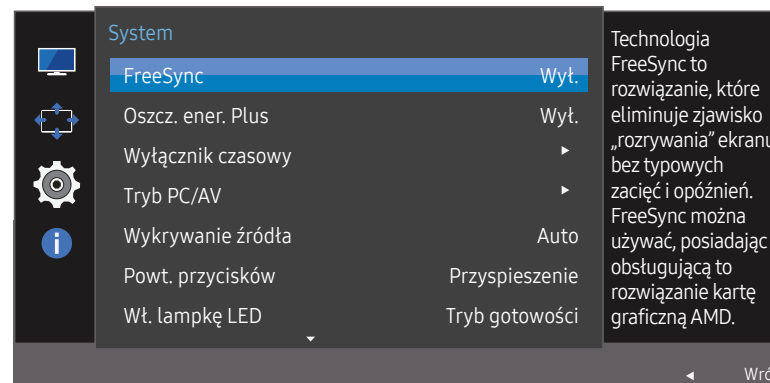 System
FreeSync Wył.
Oszcz. ener. Plus Wył.
Wyłącznik czasowy
Tryb PC/AV
Wykrywanie źródła Auto
Powt. przycisków Przyspieszenie
Wł. lampkę LED Tryb gotowości
Technologia
FreeSync to
rozwiązanie, które
eliminuje zjawisko
„rozrywania” ekranu
bez typowych
zacięć i opóźnień.
FreeSync można
używać, posiadając
obsługującą to
rozwiązanie kartę
graficzną AMD.